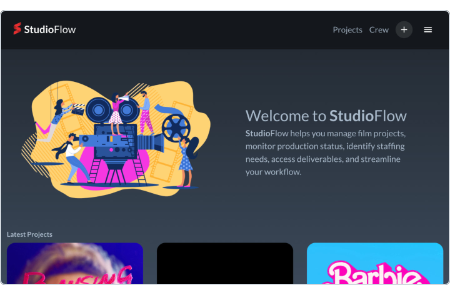 StudioFlow
Projects Crew +
Welcome to StudioFlow
StudioFlow helps you manage film projects,
monitor production status, identify staffing
needs, access deliverables, and streamline
your workflow.
Latest Projects
Barbie